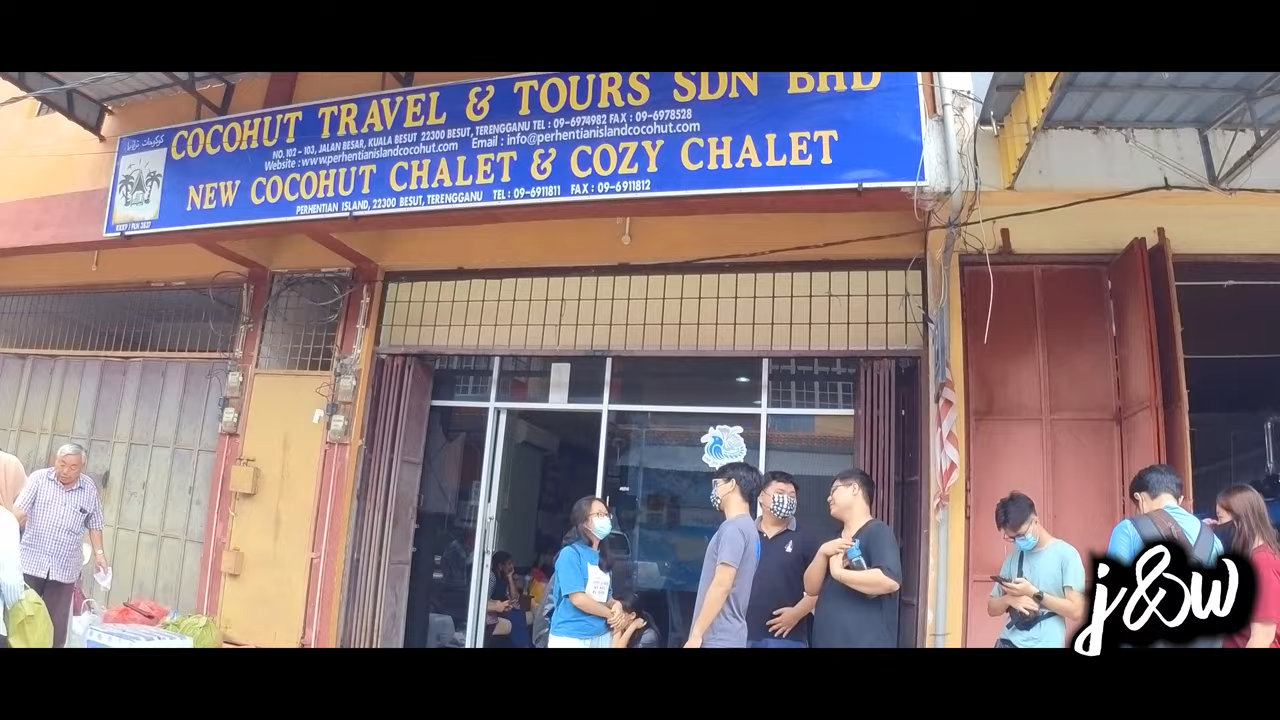 COCOHUT TRAVEL & TOURS SDN BHD
NO. 102 - 103, JALAN BESAR, KUALA BESUT 22300 BESUT, TERENGGANU TEL : 09-6974982 FAX : 09-6978528
Website : www.perhentianislandcocohut.com Email : info@perhentianislandcocohut.com
NEW COCOHUT CHALET & COZY CHALET
PERHENTIAN ISLAND, 22300 BESUT, TERENGGANU TEL : 09-6911811 FAX : 09-6911812
j&w